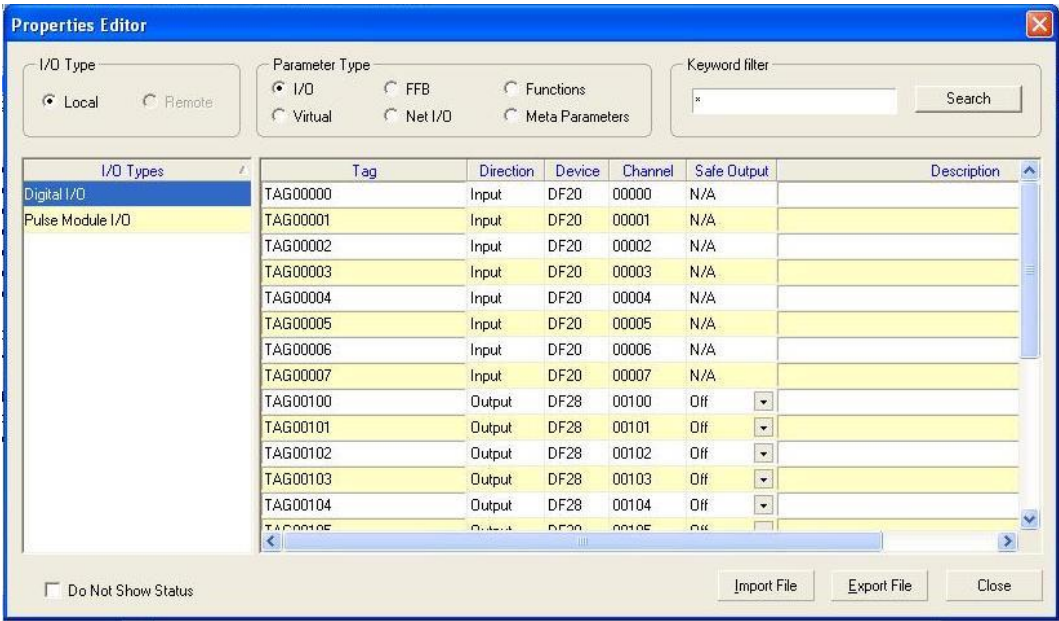 Properties Editor
I/O Type
Local Remote
Parameter Type
I/O FFB Functions
Virtual Net I/O Meta Parameters
Keyword filter
* Search
I/O Types
Digital I/O
Pulse Module I/O
Tag Direction Device Channel Safe Output Description
TAG00000 Input DF20 00000 N/A
TAG00001 Input DF20 00001 N/A
TAG00002 Input DF20 00002 N/A
TAG00003 Input DF20 00003 N/A
TAG00004 Input DF20 00004 N/A
TAG00005 Input DF20 00005 N/A
TAG00006 Input DF20 00006 N/A
TAG00007 Input DF20 00007 N/A
TAG00100 Output DF28 00100 Off
TAG00101 Output DF28 00101 Off
TAG00102 Output DF28 00102 Off
TAG00103 Output DF28 00103 Off
TAG00104 Output DF28 00104 Off
Do Not Show Status
Import File Export File Close